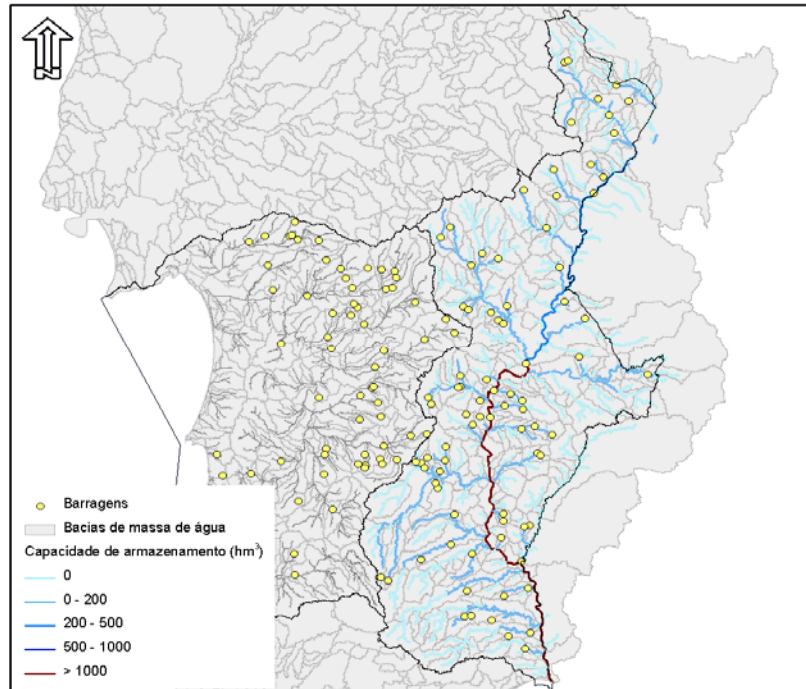 N
Barragens
Bacias de massa de água
Capacidade de armazenamento (hm³)
0
0 - 200
200 - 500
500 - 1000
> 1000